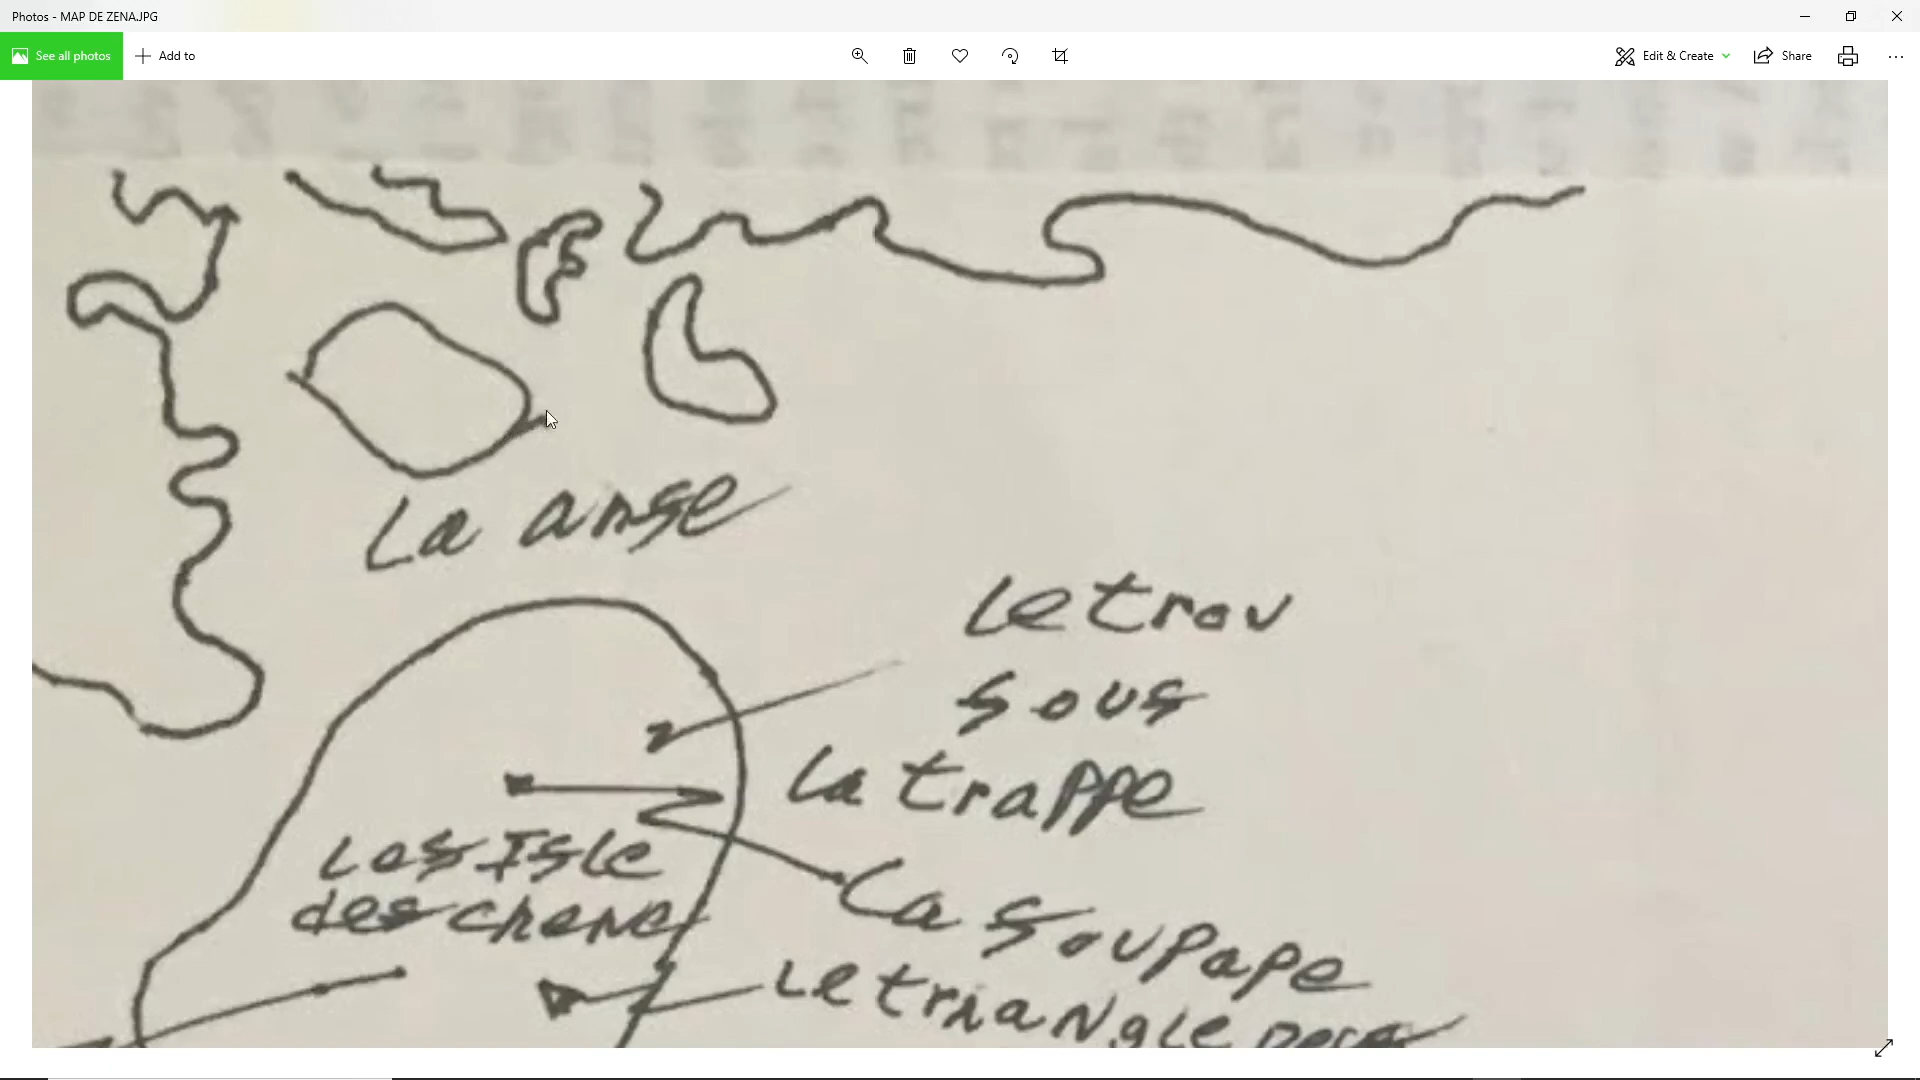 Photos - MAP DE ZENA.JPG
See all photos
Add to
Edit & Create
Share
La anse
Le trou
sous
La trappe
Les Isle
des chene
La soupape
Le triangle